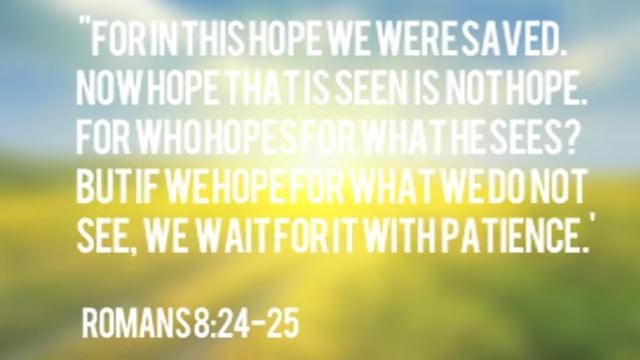 "FOR IN THIS HOPE WE WERE SAVED.
NOW HOPE THAT IS SEEN IS NOT HOPE.
FOR WHO HOPES FOR WHAT HE SEES?
BUT IF WE HOPE FOR WHAT WE DO NOT
SEE, WE WAIT FOR IT WITH PATIENCE.'
ROMANS 8:24-25